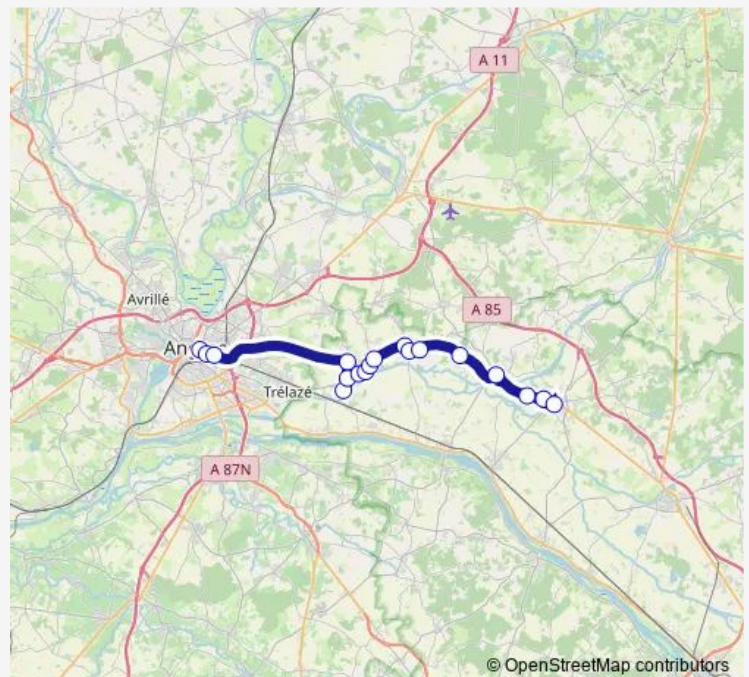 A 11
Avrillé
A 85
An
Trélazé
A 87N
© OpenStreetMap contributors